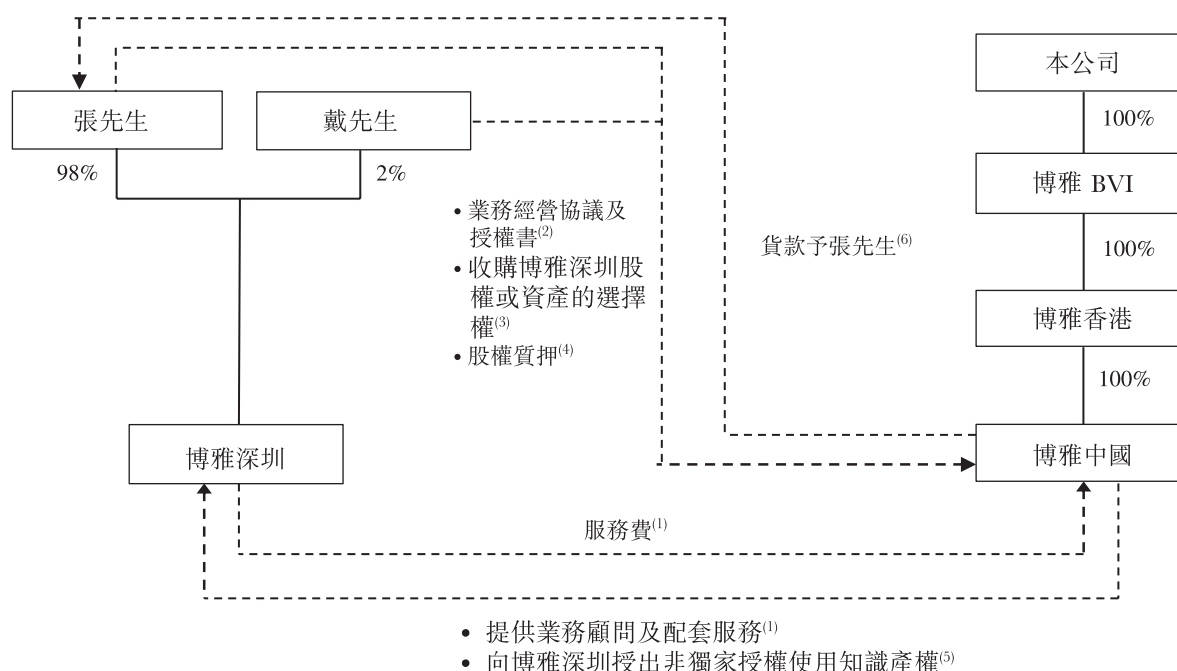 本公司
張先生
戴先生
100%
98%
2%
博雅 BVI
• 業務經營協議及
授權書(2)
• 收購博雅深圳股
權或資產的選擇
權(3)
• 股權質押(4)
貨款予張先生(6)
100%
博雅香港
100%
博雅深圳
博雅中國
服務費(1)
• 提供業務顧問及配套服務(1)
• 向博雅深圳授出非獨家授權使用知識產權(5)